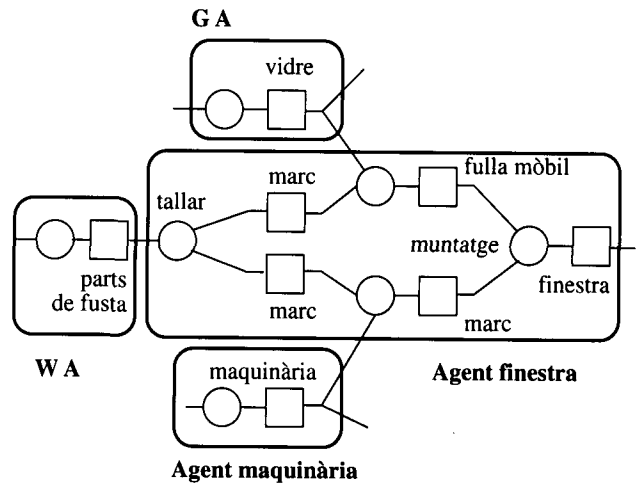 G A
vidre
marc
fulla mòbil
tallar
muntatge
parts
de fusta
finestra
marc
marc
W A
maquinària
Agent finestra
Agent maquinària